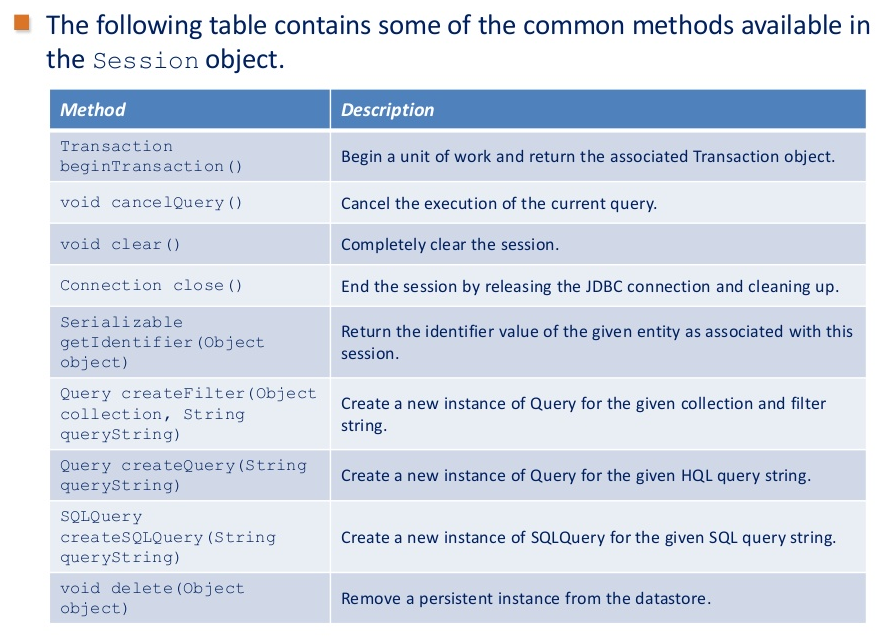 The following table contains some of the common methods available in
the Session object.
Method
Description
Transaction
beginTransaction()
Begin a unit of work and return the associated Transaction object.
void cancelQuery()
Cancel the execution of the current query.
void clear()
Completely clear the session.
Connection close()
End the session by releasing the JDBC connection and cleaning up.
Serializable
getIdentifier(Object
object)
Return the identifier value of the given entity as associated with this
session.
Query createFilter(Object
collection, String
queryString)
Create a new instance of Query for the given collection and filter
string.
Query createQuery(String
queryString)
Create a new instance of Query for the given HQL query string.
SQLQuery
createSQLQuery(String
queryString)
Create a new instance of SQLQuery for the given SQL query string.
void delete(Object
object)
Remove a persistent instance from the datastore.